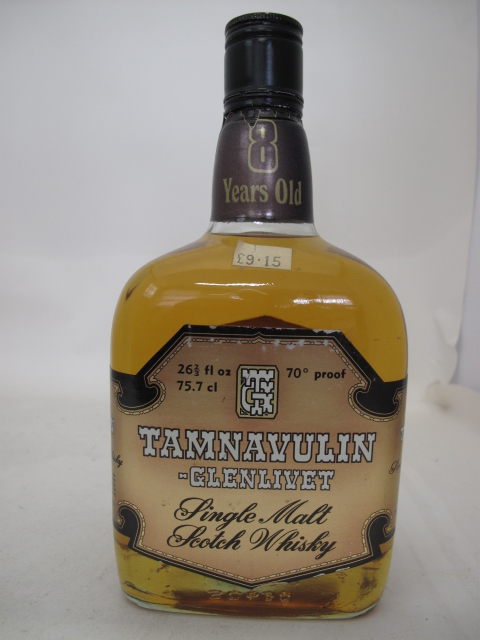 8
Years Old
£9.15
26⅔ fl oz 70° proof
75.7 cl
TAMNAVULIN
-GLENLIVET
Single Malt
Scotch Whisky